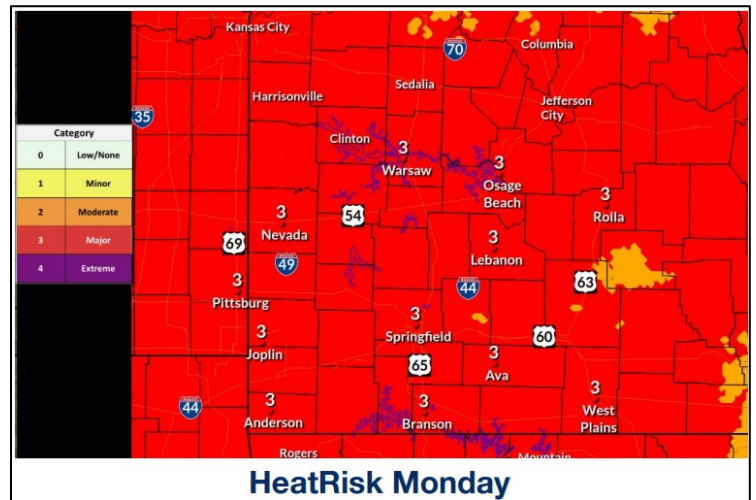 Kansas City
70
Columbia
Sedalia
Harrisonville
Jefferson
City
35
Category
0 Low/None
1 Minor
2 Moderate
3 Major
4 Extreme
Clinton
3
Warsaw
3
Osage
Beach
3
Rolla
3
Nevada
54
69
3
Lebanon
49
3
Pittsburg
44
63
3
Springfield
3
Joplin
60
65
3
Ava
44
3
Anderson
3
Branson
3
West
Plains
Rogers
Mountain
HeatRisk Monday